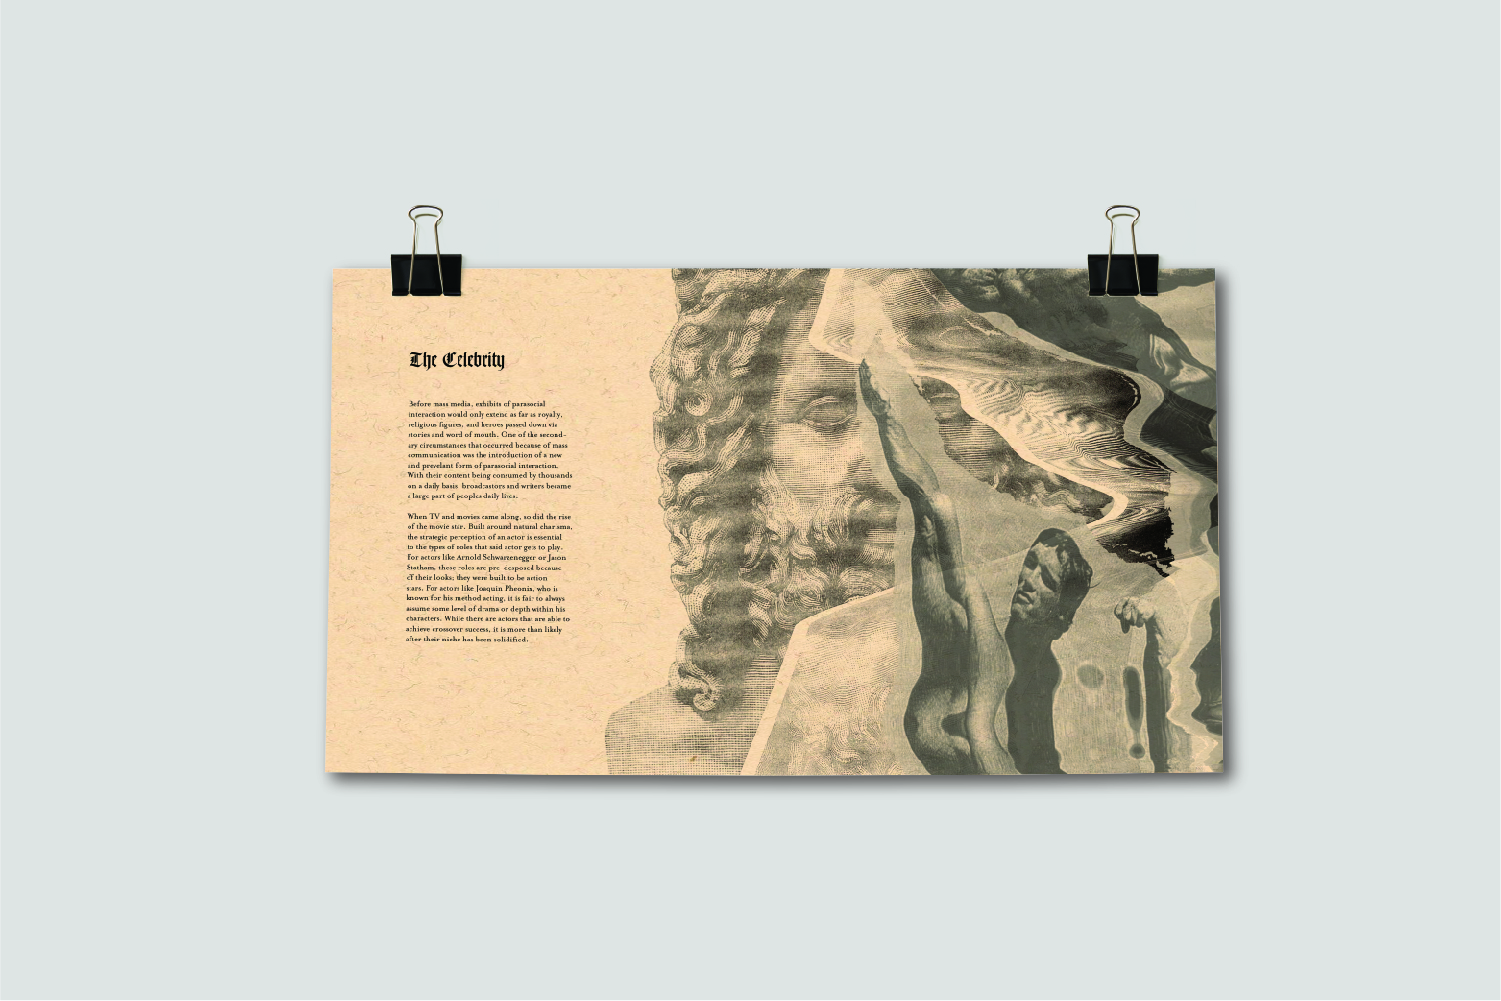 The Celebrity
Before mass media, exhibits of parasocial
interaction would only extend as far as royalty,
religious figures, and heroes passed down via
stories and word of mouth. One of the second-
ary circumstances that occurred because of mass
communication was the introduction of a new
and prevelant form of parasocial interaction.
With their content being consumed by thousands
on a daily basis broadcastors and writers became
a large part of peoples daily lives.
When TV and movies came along, so did the rise
of the movie star. Built around natural charisma,
the strategic perception of an actor is essential
to the types of roles that said actor gets to play.
For actors like Arnold Schwarzenegger or Jason
Statham, these roles are pre-desposed because
of their looks; they were built to be action
stars. For actors like Joaquin Pheonix, who is
known for his method acting, it is fair to always
assume some level of drama or depth within his
characters. While there are actors that are able to
achieve crossover success, it is more than likely
after their niche has been solidified.